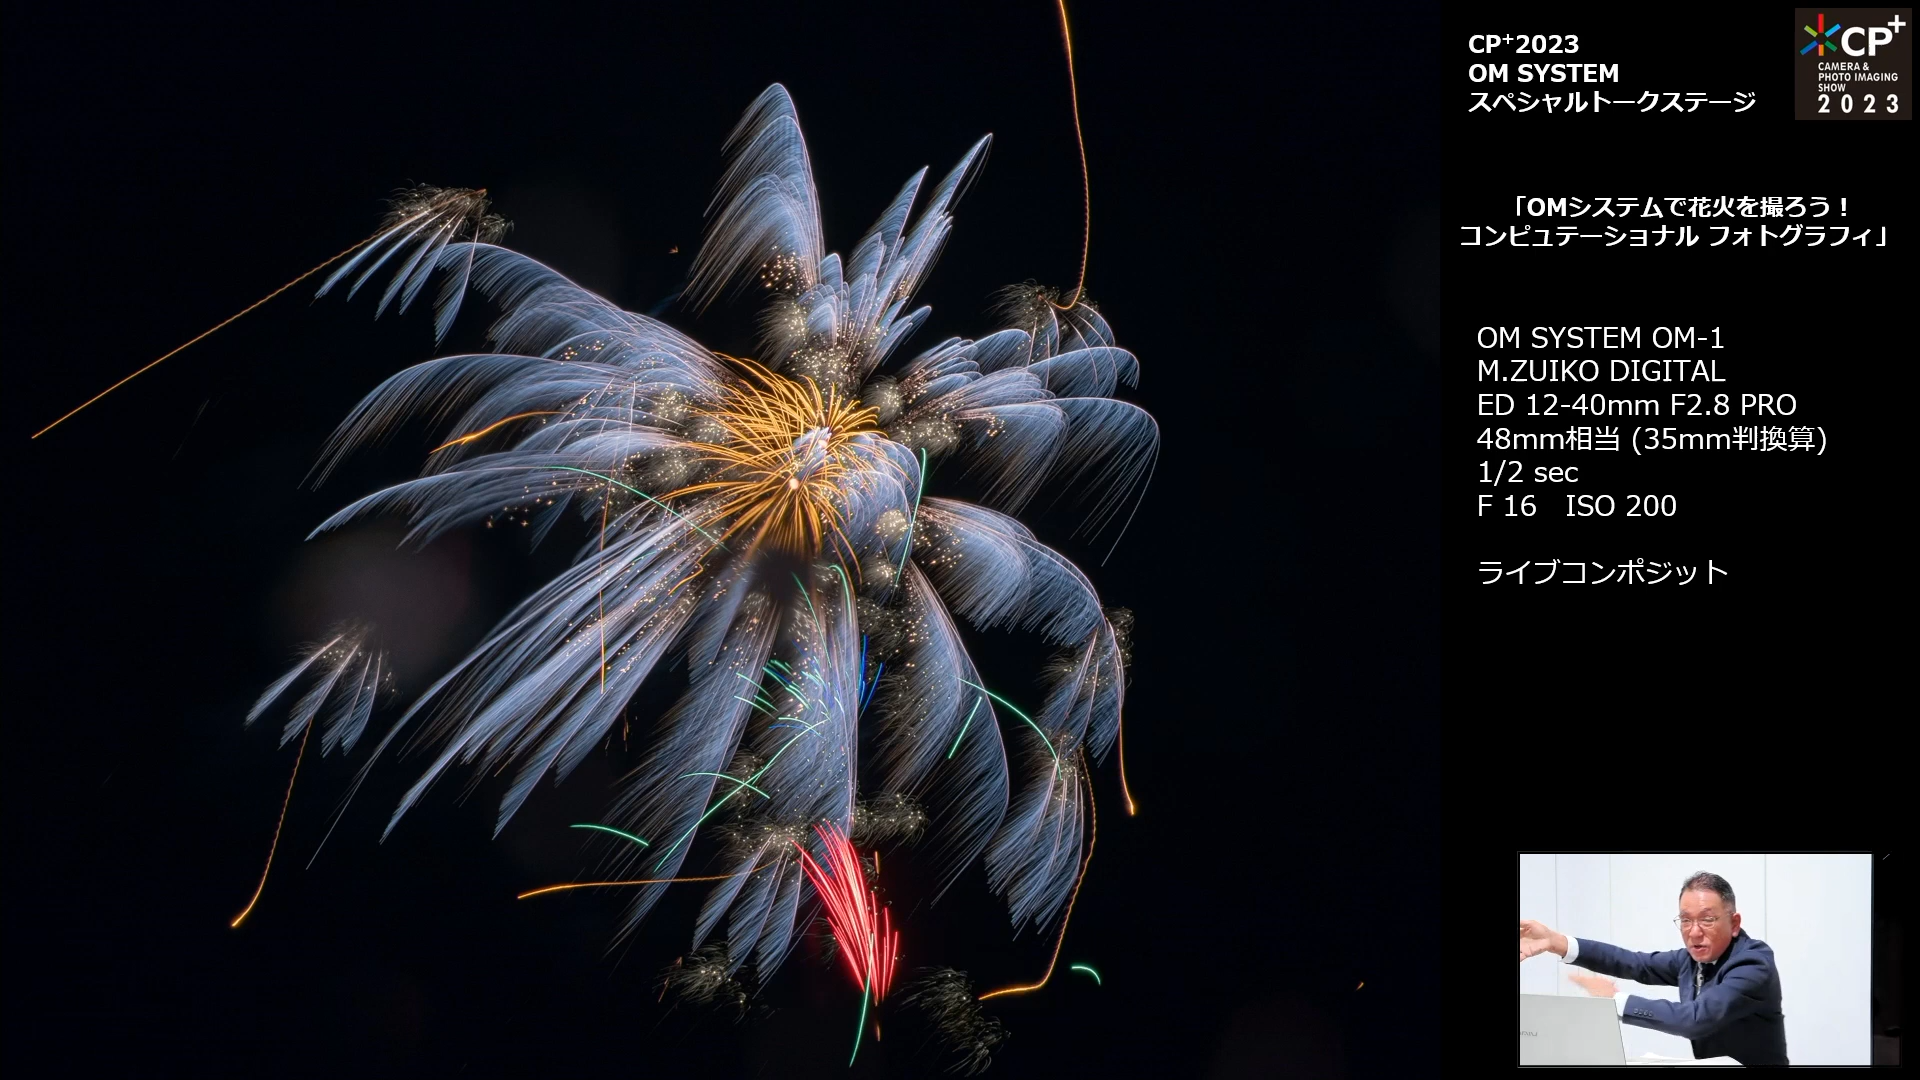 CP+2023
OM SYSTEM
スペシャルトークステージ
CP+
CAMERA &
PHOTO IMAGING
SHOW
2023
「OMシステムで花火を撮ろう！
コンピュテーショナル フォトグラフィ」
OM SYSTEM OM-1
M.ZUIKO DIGITAL
ED 12-40mm F2.8 PRO
48mm相当 (35mm判換算)
1/2 sec
F 16 ISO 200
ライブコンポジット